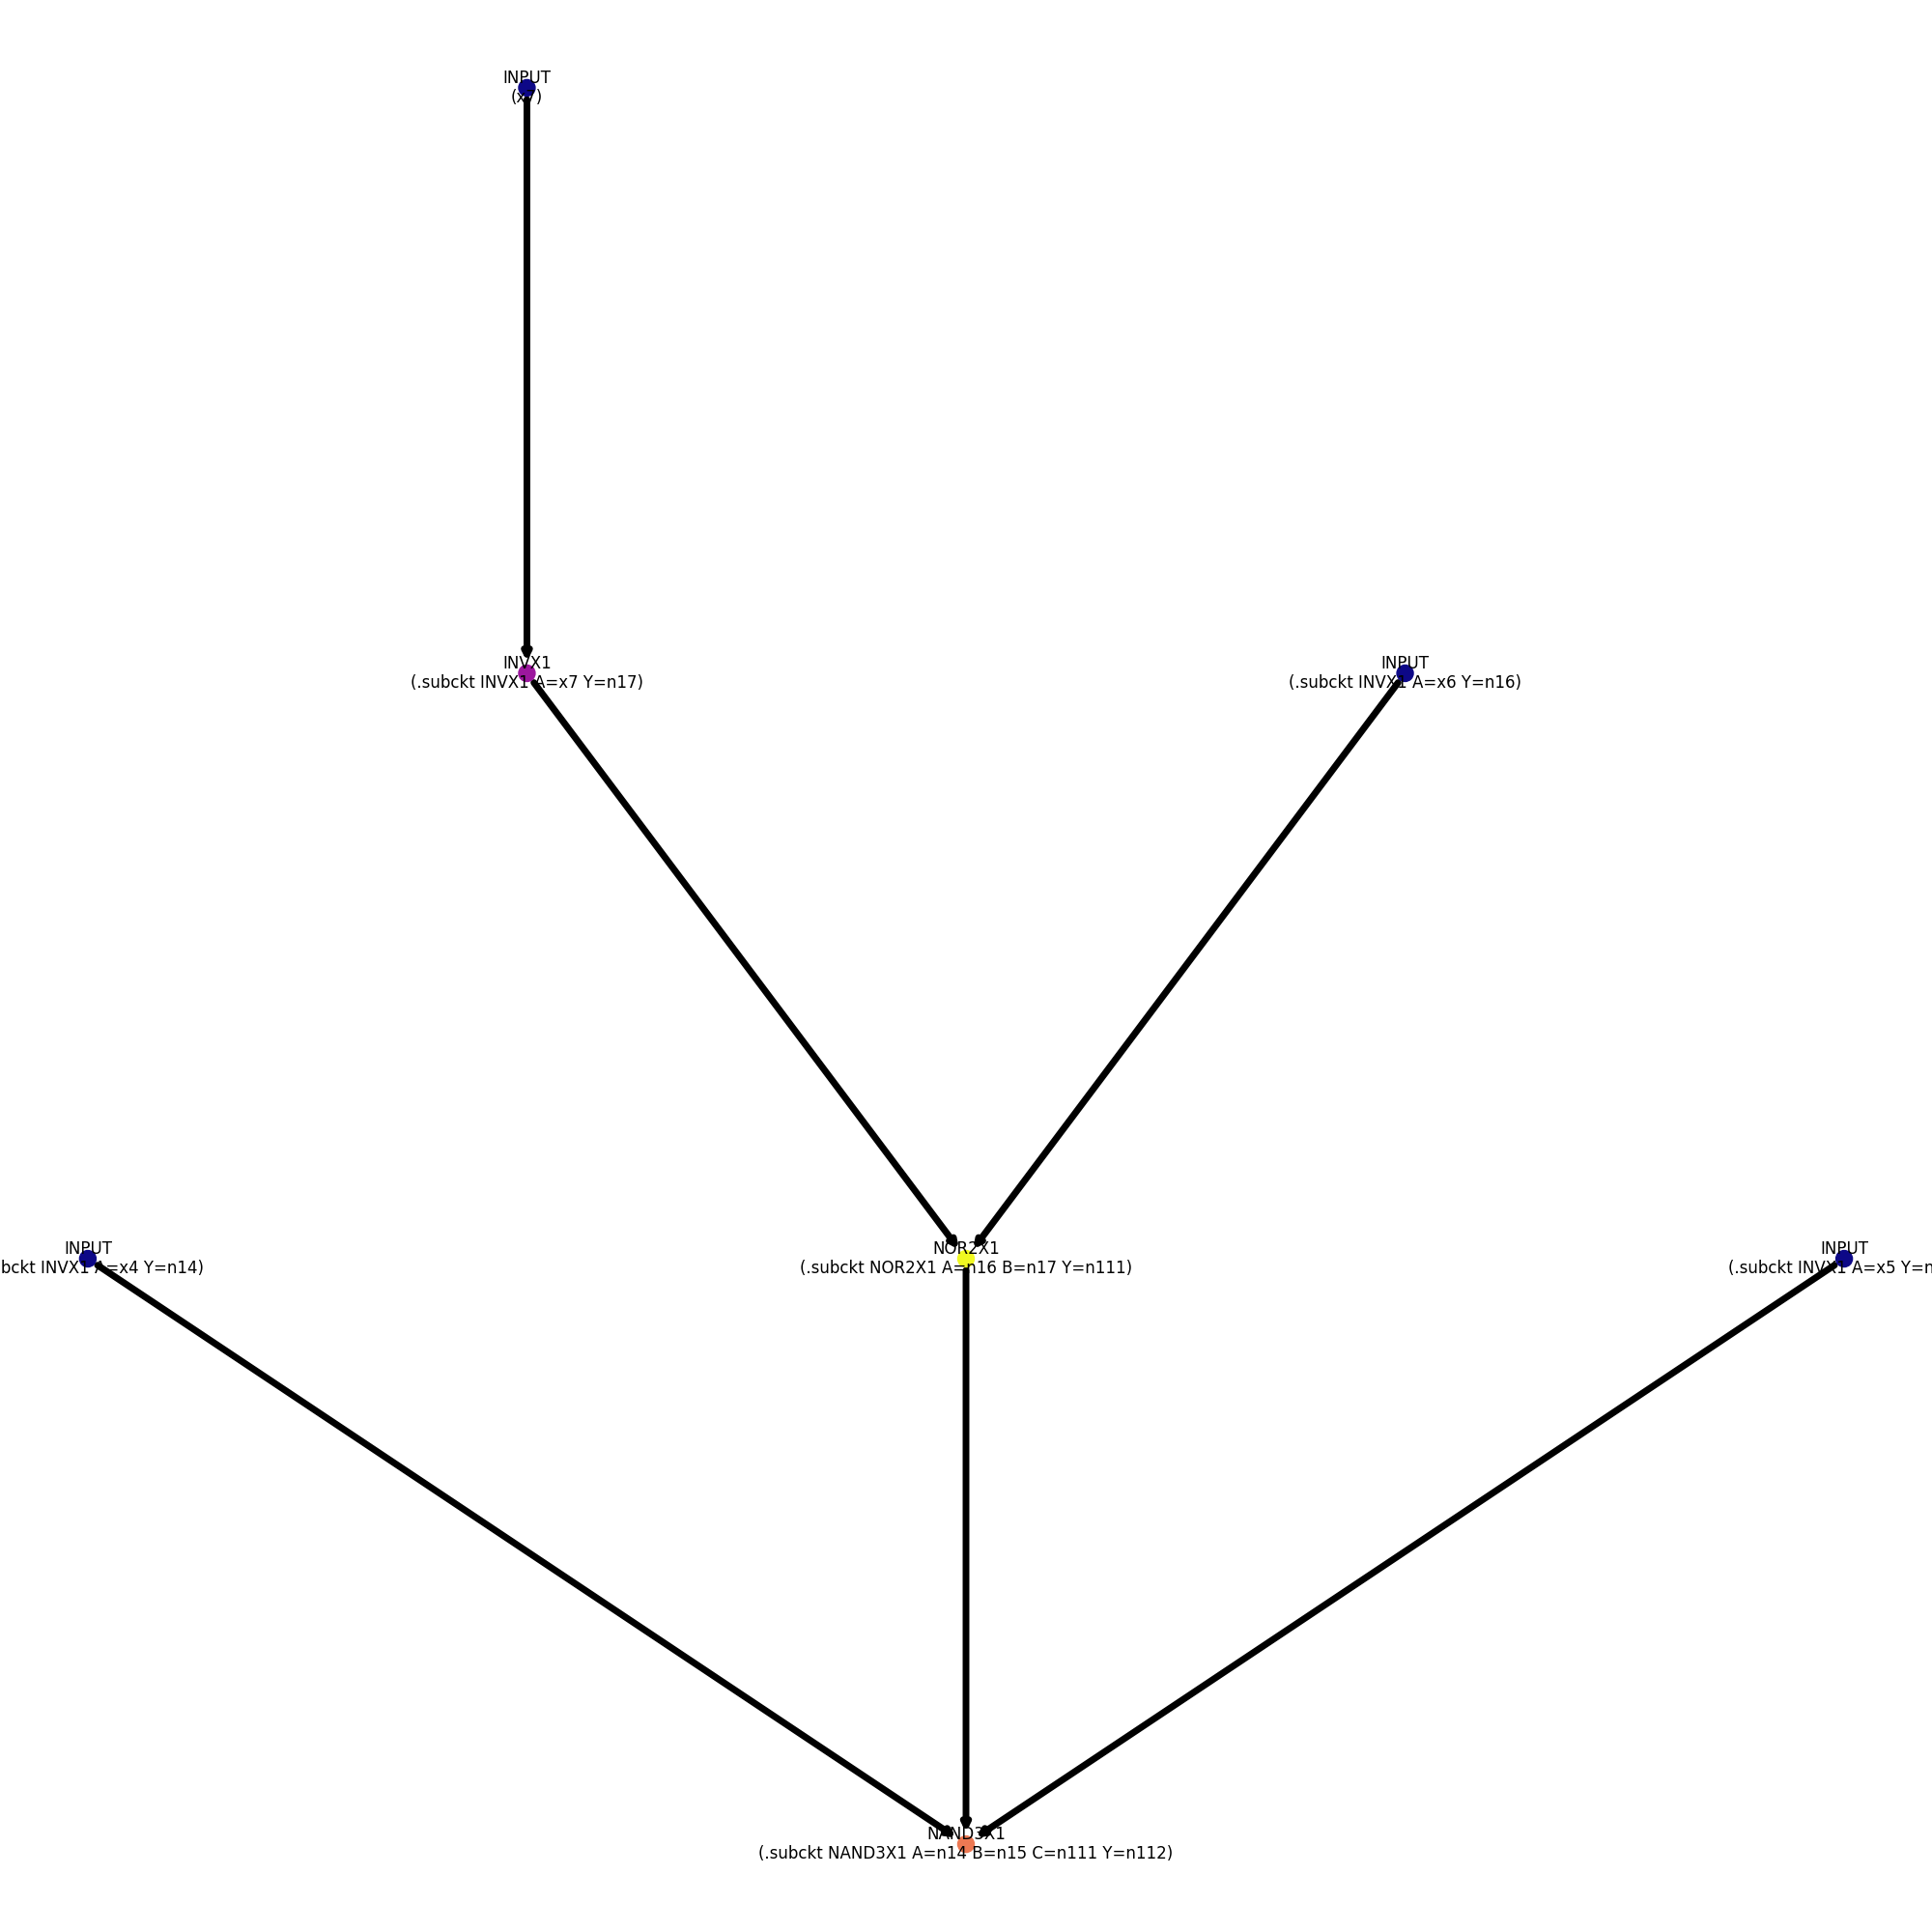 INPUT
(x7)
INVX1
(.subckt INVX1 A=x7 Y=n17)
INPUT
(.subckt INVX1 A=x6 Y=n16)
INPUT
bckt INVX1 A=x4 Y=n14)
NOR2X1
(.subckt NOR2X1 A=n16 B=n17 Y=n111)
INPUT
(.subckt INVX1 A=x5 Y=n
NAND3X1
(.subckt NAND3X1 A=n14 B=n15 C=n111 Y=n112)